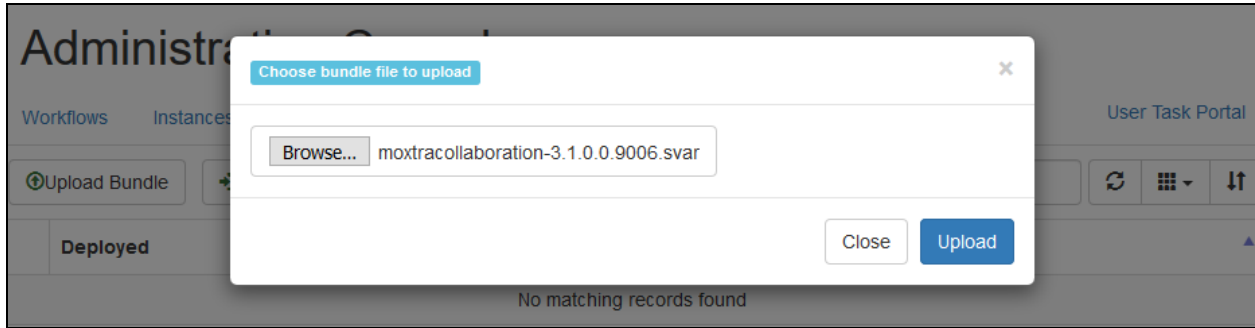 Administra
Choose bundle file to upload
×
Workflows Instances
User Task Portal
Browse... moxtracollaboration-3.1.0.0.9006.svar
Upload Bundle
Close Upload
Deployed
No matching records found